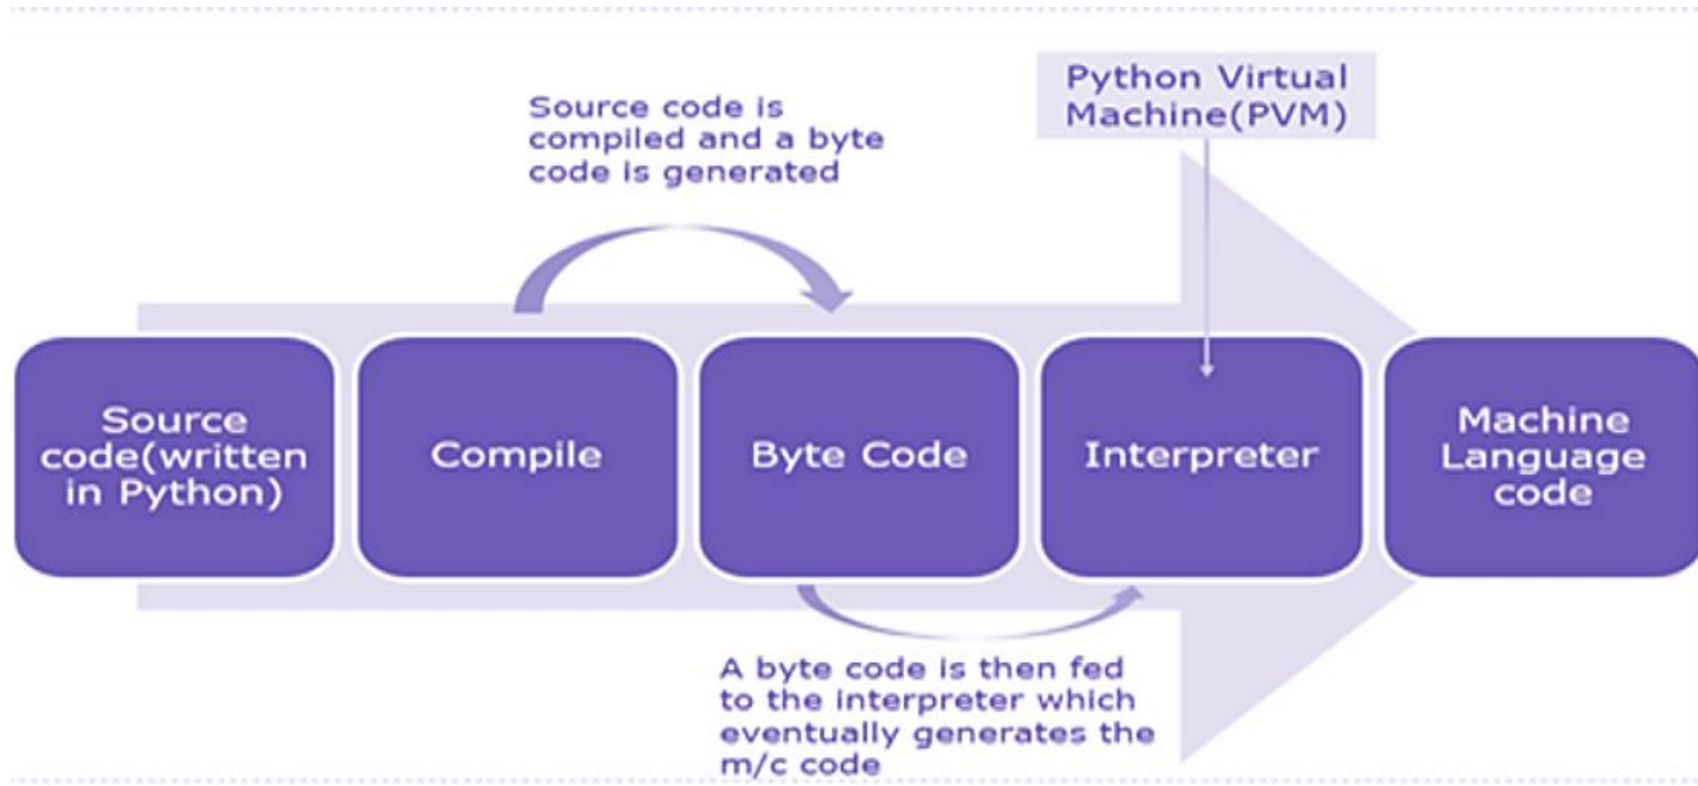 Source code is
compiled and a byte
code is generated
Python Virtual
Machine(PVM)
Source
code(written
in Python)
Compile
Byte Code
Interpreter
Machine
Language
code
A byte code is then fed
to the interpreter which
eventually generates the
m/c code